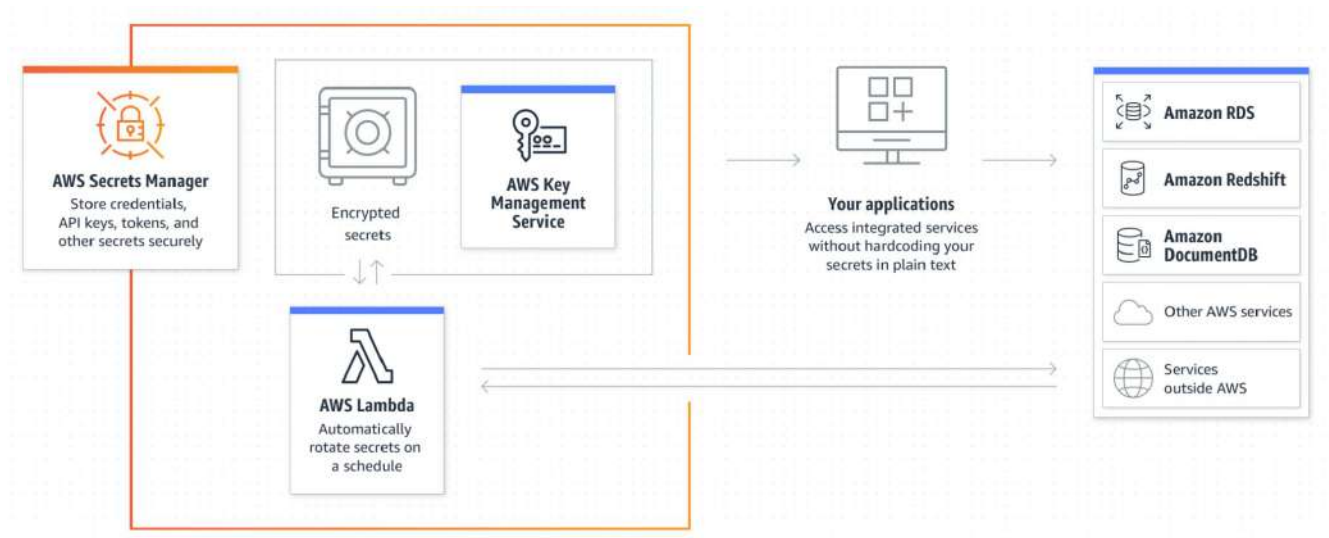 AWS Secrets Manager
Store credentials,
API keys, tokens, and
other secrets securely
Encrypted
secrets
AWS Key
Management
Service
AWS Lambda
Automatically
rotate secrets on
a schedule
Your applications
Access integrated services
without hardcoding your
secrets in plain text
Amazon RDS
Amazon Redshift
Amazon
DocumentDB
Other AWS services
Services
outside AWS